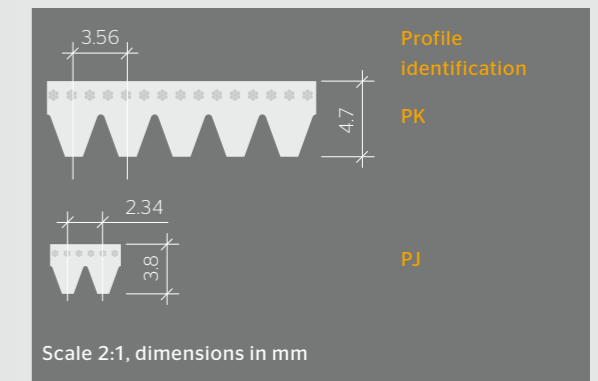 3.56
Profile
identification
4.7
PK
2.34
3.8
PJ
Scale 2:1, dimensions in mm